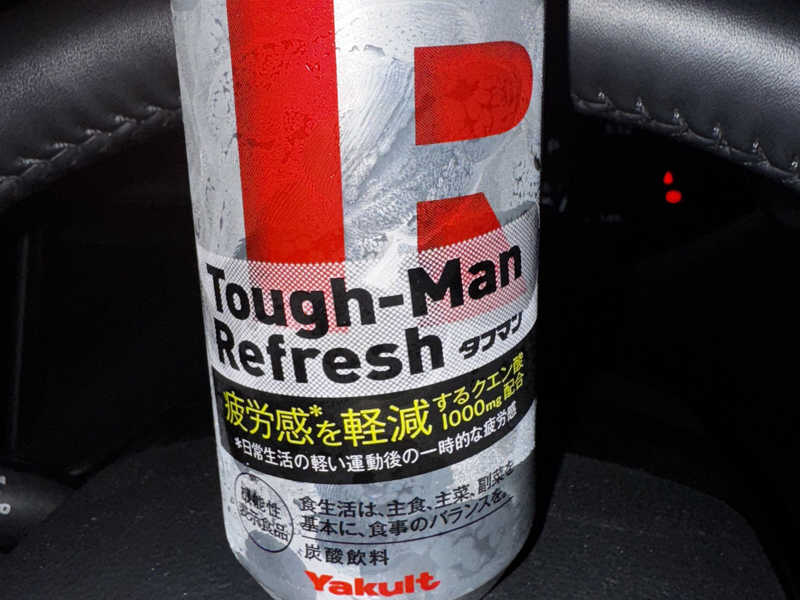 R
Tough-Man
Refresh タフマン
疲労感*を軽減するクエン酸
1000mg配合
*日常生活の軽い運動後の一時的な疲労感
機能性
表示食品
食生活は、主食、主菜、副菜を
基本に、食事のバランスを。
炭酸飲料
Yakult